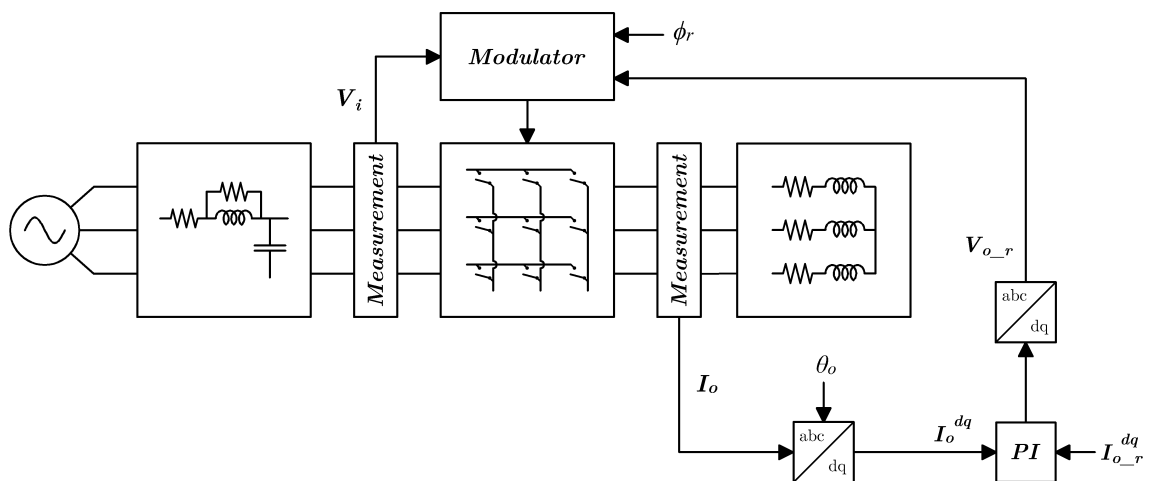 Modulator
ϕr
Vi
Measurement
Measurement
Vo_r
abc
dq
θo
Io
abc
dq
Io^dq
PI
Io_r^dq